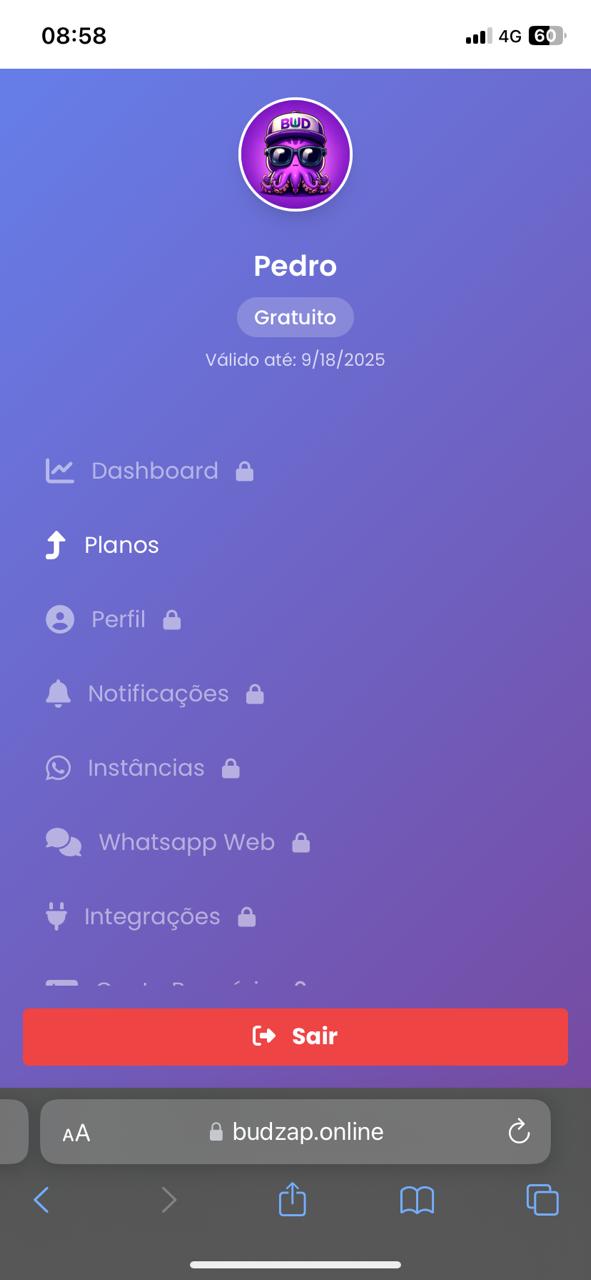 08:58
4G
60
BUD
Pedro
Gratuito
Válido até: 9/18/2025
Dashboard
Planos
Perfil
Notificações
Instâncias
Whatsapp Web
Integrações
Sair
AA
budzap.online